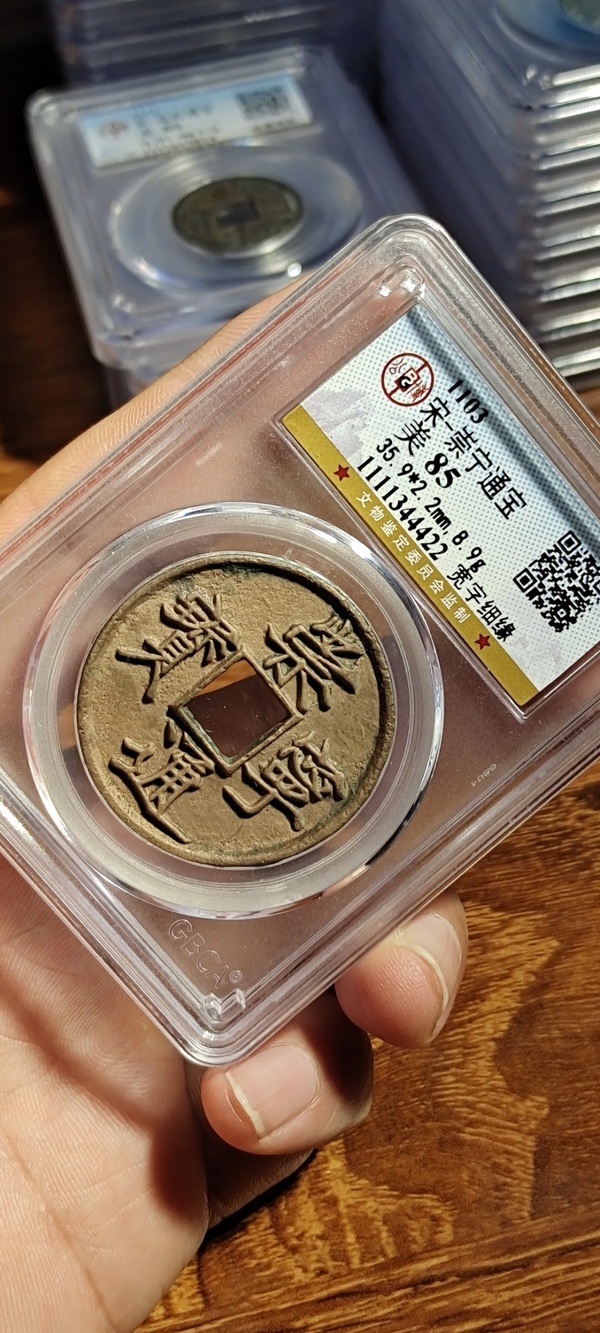 1103
宋-崇宁通宝
美 85
35.9*2.2mm 8.9g
1111344422 宽字细缘
文物鉴定委员会监制
崇寧通寳
GBCA